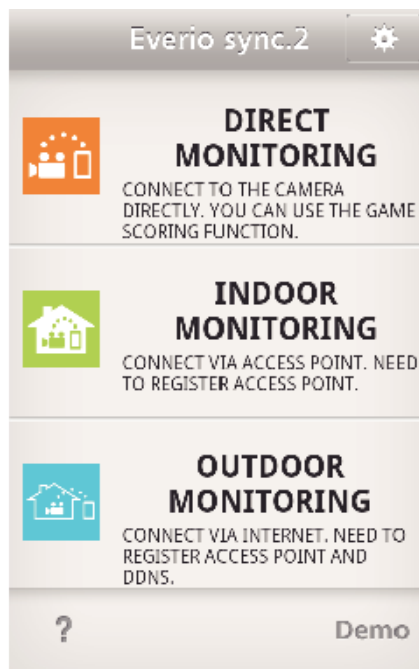 Everio sync.2
DIRECT
MONITORING
CONNECT TO THE CAMERA
DIRECTLY. YOU CAN USE THE GAME
SCORING FUNCTION.
INDOOR
MONITORING
CONNECT VIA ACCESS POINT. NEED
TO REGISTER ACCESS POINT.
OUTDOOR
MONITORING
CONNECT VIA INTERNET. NEED TO
REGISTER ACCESS POINT AND
DDNS.
? Demo